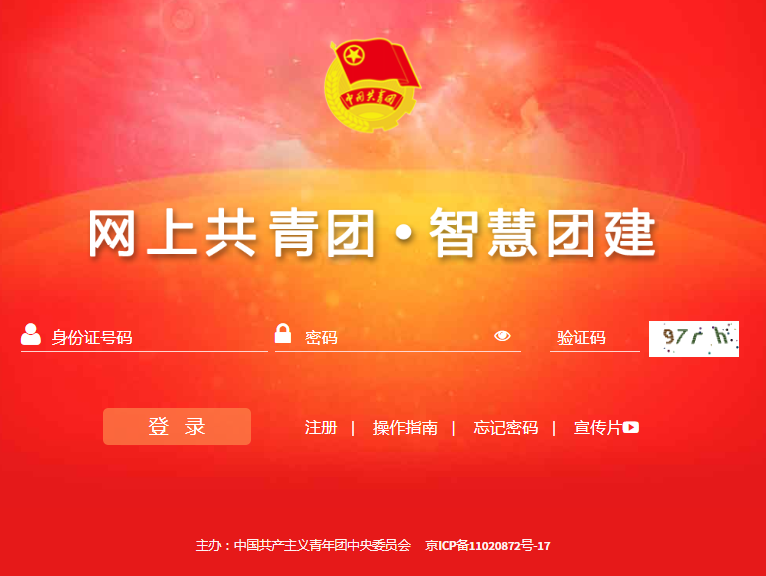 中国共青团
网上共青团·智慧团建
身份证号码 密码 验证码 97rh
登 录 注册 | 操作指南 | 忘记密码 | 宣传片
主办：中国共产主义青年团中央委员会 京ICP备11020872号-17